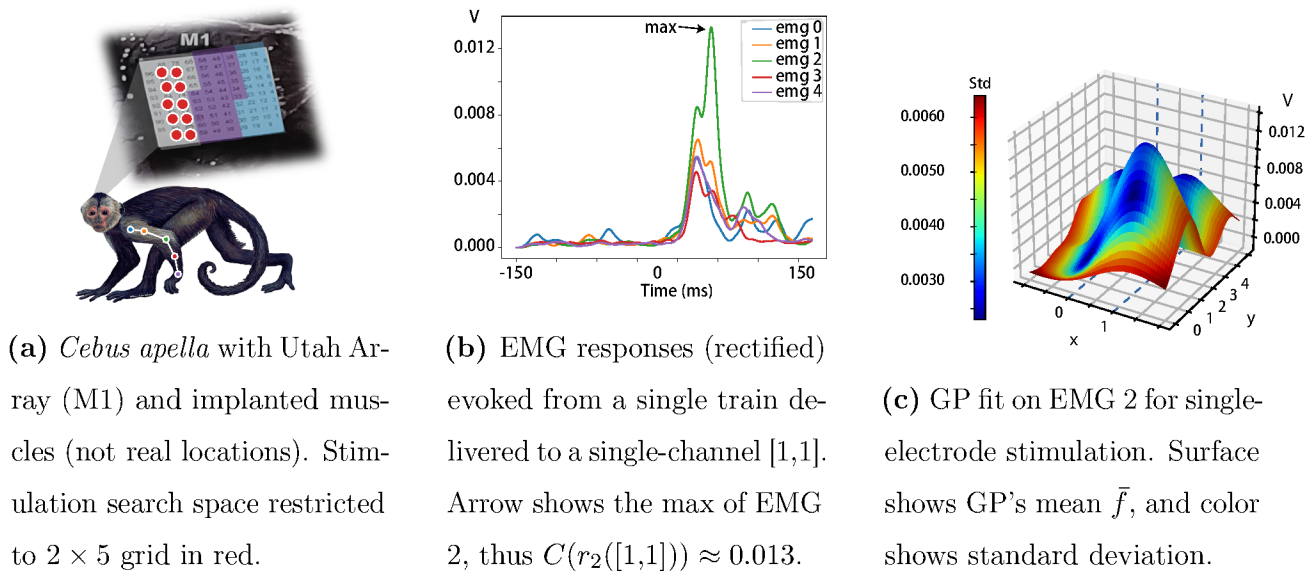 M1
V
0.012
0.008
0.004
0.000
max
emg 0
emg 1
emg 2
emg 3
emg 4
-150
0
150
Time (ms)
Std
0.0060
0.0050
0.0040
0.0030
V
0.012
0.008
0.004
0.000
0
1
x
0
1
2
3
4
y
(a) Cebus apella with Utah Ar-
ray (M1) and implanted mus-
cles (not real locations). Stim-
ulation search space restricted
to 2 × 5 grid in red.
(b) EMG responses (rectified)
evoked from a single train de-
livered to a single-channel [1,1].
Arrow shows the max of EMG
2, thus C(r₂([1,1])) ≈ 0.013.
(c) GP fit on EMG 2 for single-
electrode stimulation. Surface
shows GP's mean f̄, and color
shows standard deviation.